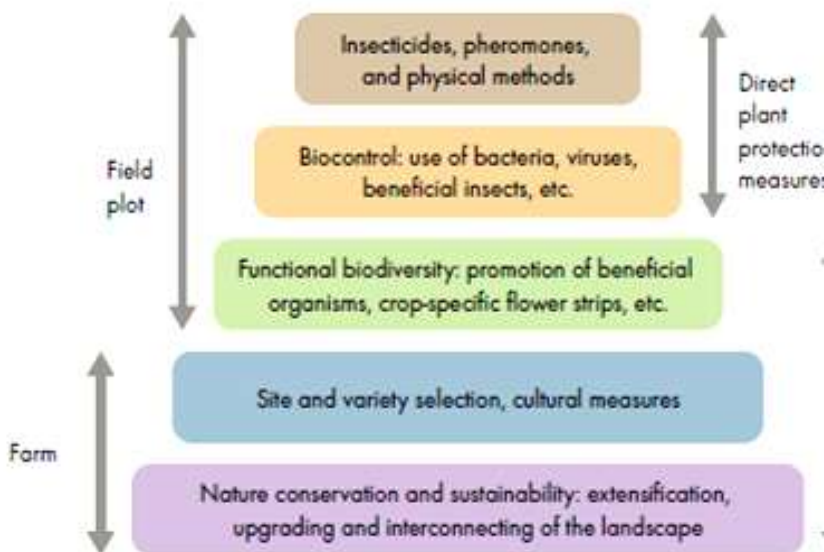 Insecticides, pheromones,
and physical methods
Direct
plant
protectio
measures
Biocontrol: use of bacteria, viruses,
beneficial insects, etc.
Field
plot
Functional biodiversity: promotion of beneficial
organisms, crop-specific flower strips, etc.
Site and variety selection, cultural measures
Farm
Nature conservation and sustainability: extensification,
upgrading and interconnecting of the landscape